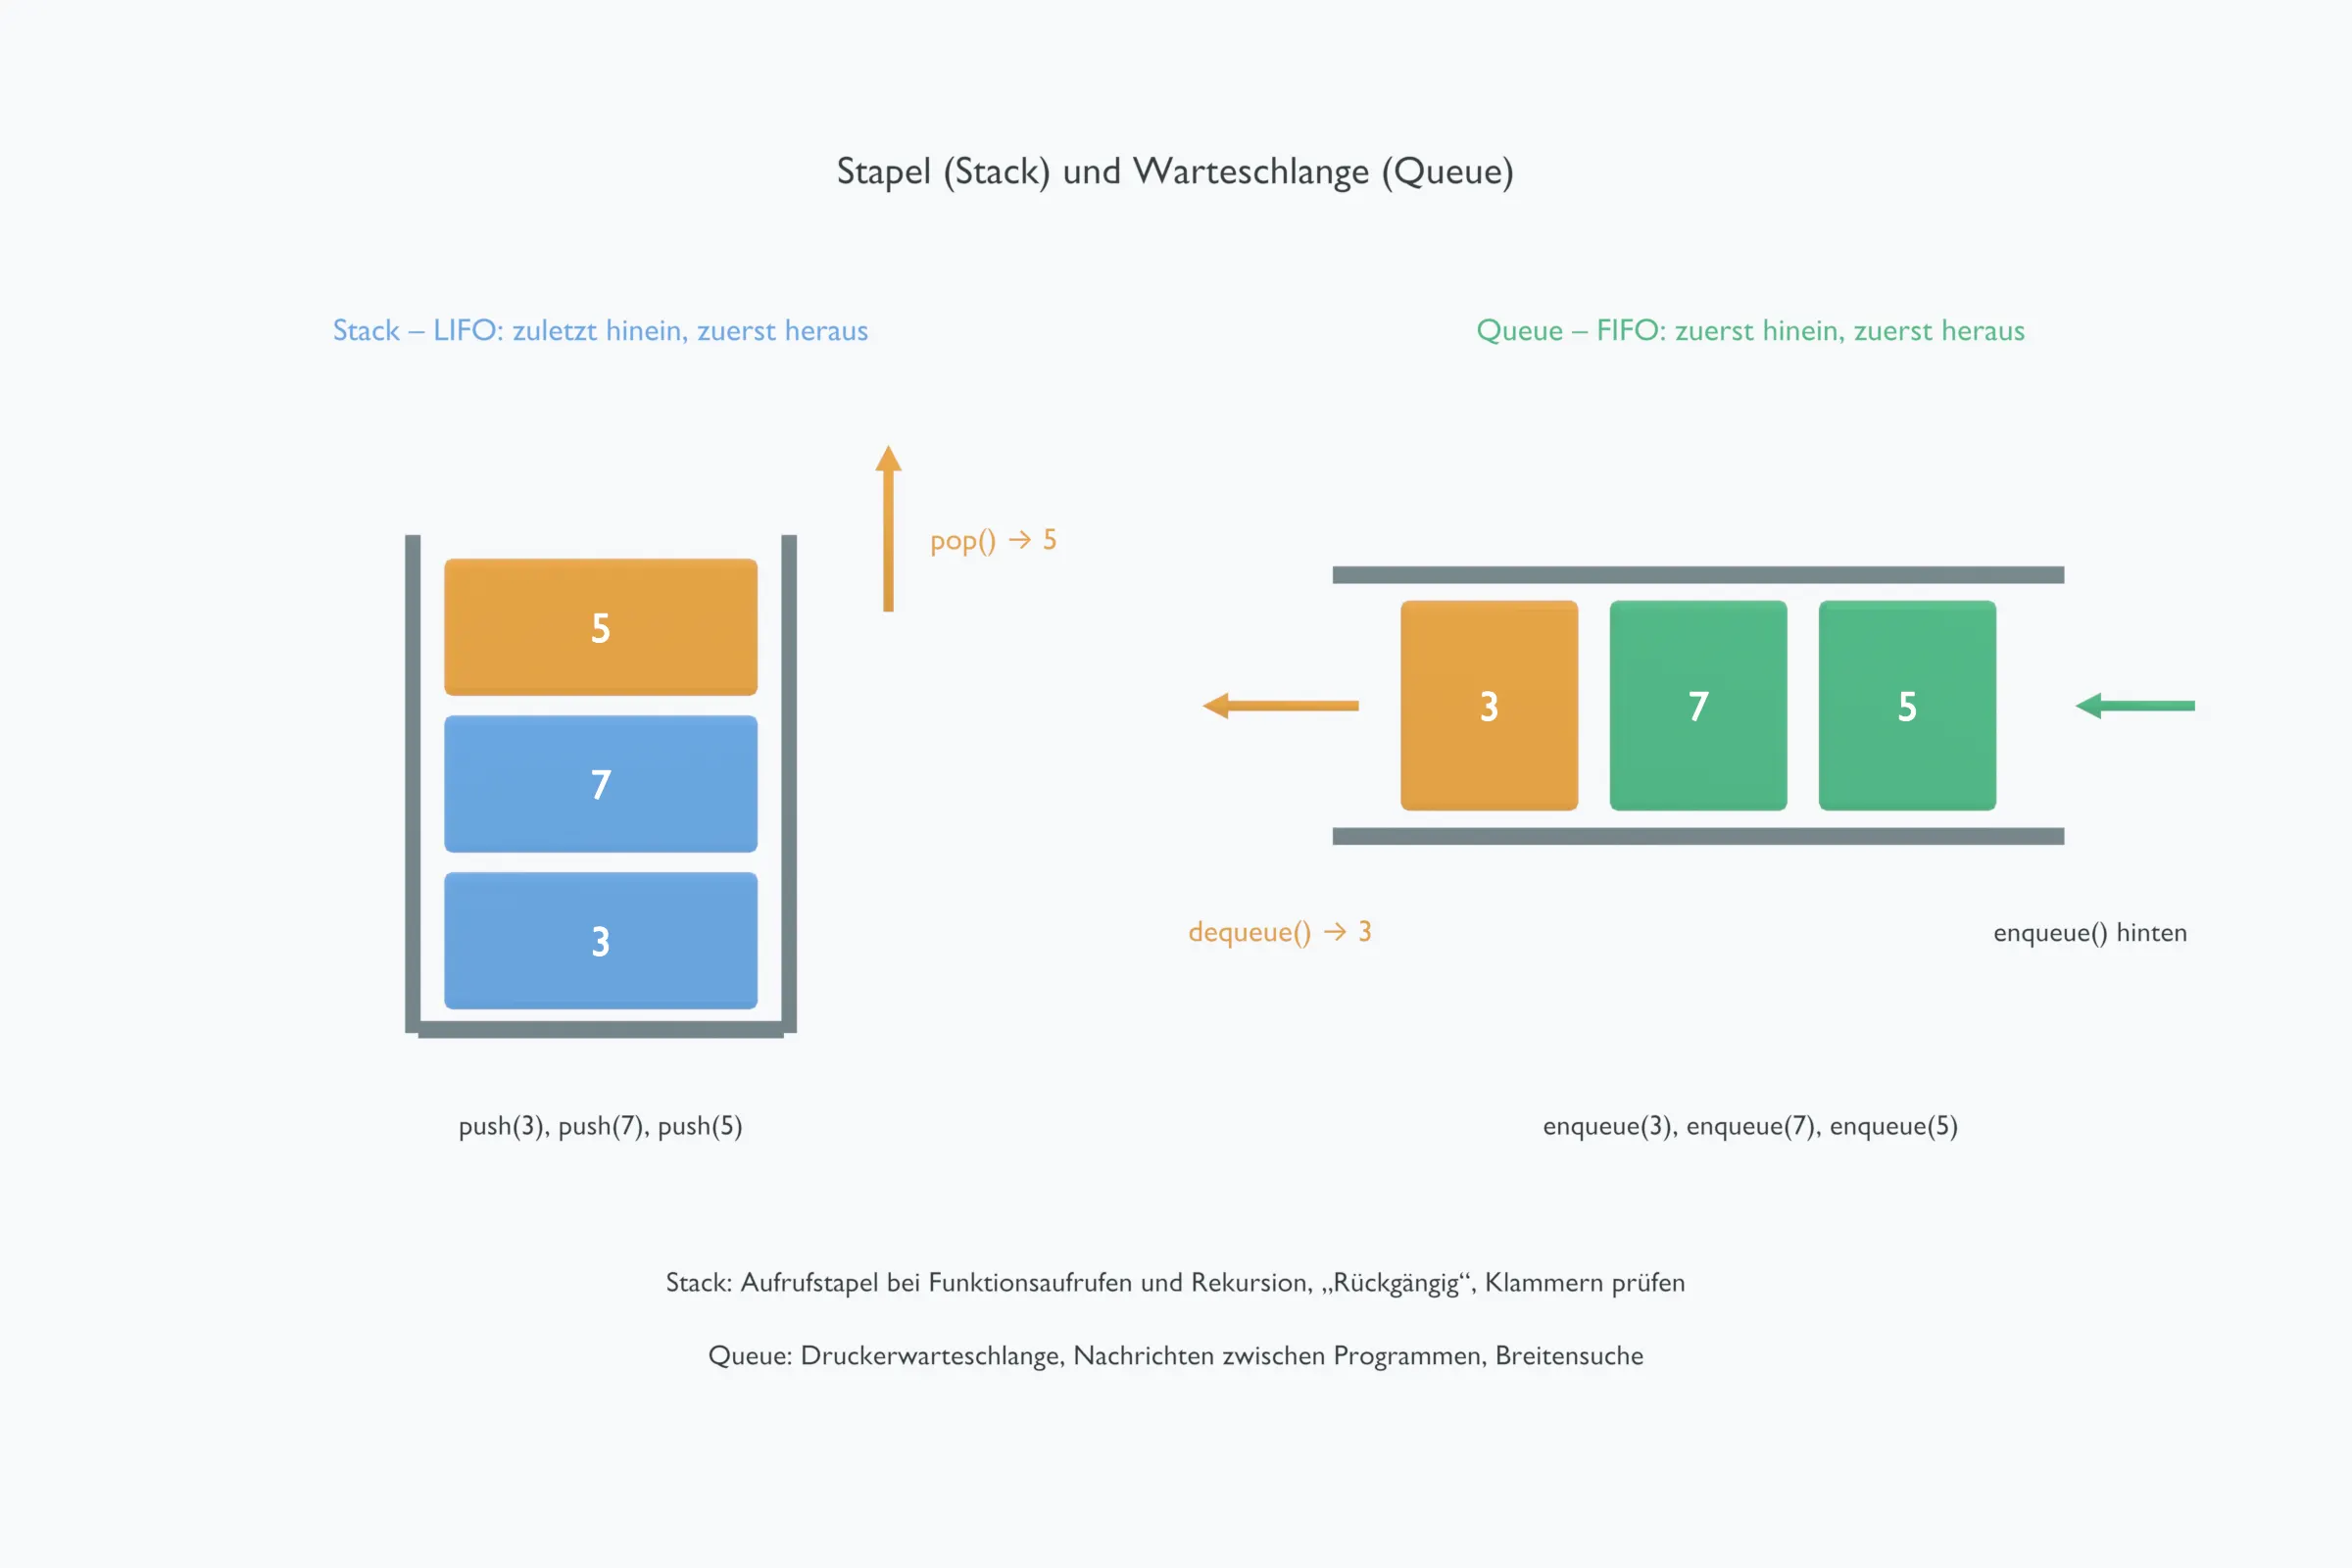 Stapel (Stack) und Warteschlange (Queue)
Stack – LIFO: zuletzt hinein, zuerst heraus
pop() → 5
5
7
3
push(3), push(7), push(5)
Queue – FIFO: zuerst hinein, zuerst heraus
3 7 5
dequeue() → 3
enqueue() hinten
enqueue(3), enqueue(7), enqueue(5)
Stack: Aufrufstapel bei Funktionsaufrufen und Rekursion, „Rückgängig“, Klammern prüfen
Queue: Druckerwarteschlange, Nachrichten zwischen Programmen, Breitensuche